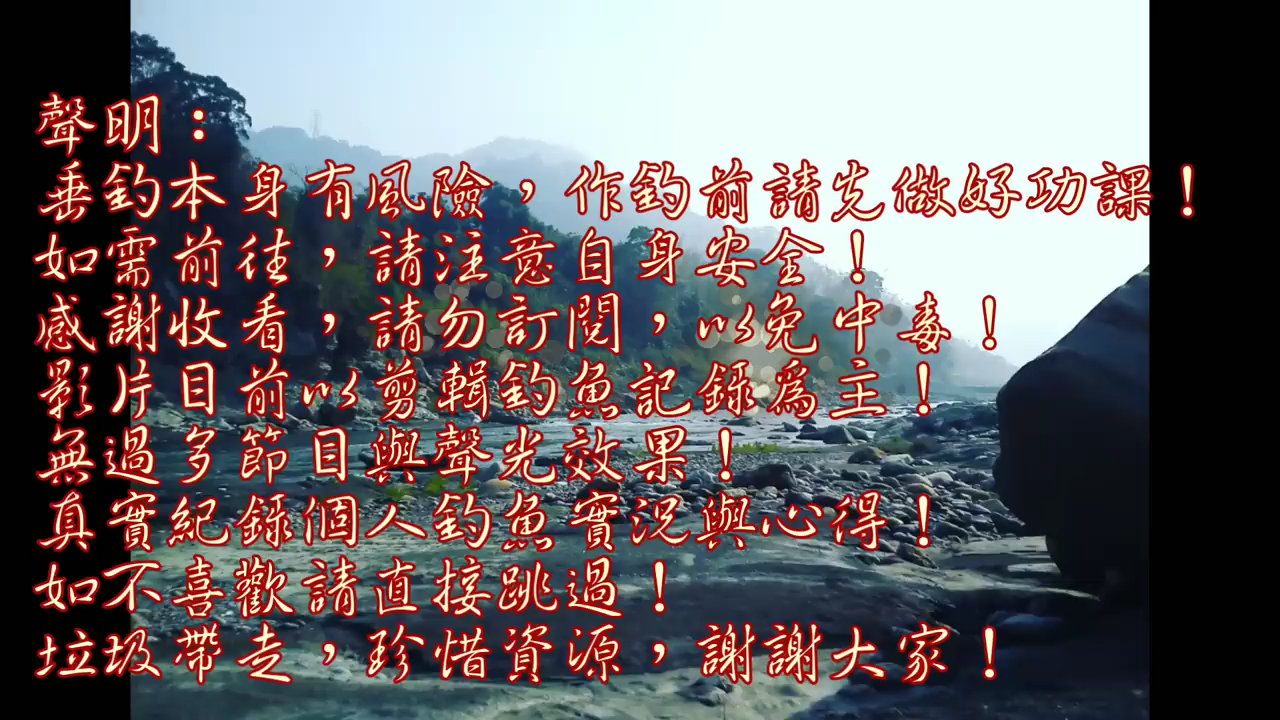 聲明：
垂釣本身有風險，作釣前請先做好功課！
如需前往，請注意自身安全！
感謝收看，請勿訂閱，以免中毒！
影片目前以剪輯釣魚記錄為主！
無過多節目與聲光效果！
真實紀錄個人釣魚實況與心得！
如不喜歡請直接跳過！
垃圾帶走，珍惜資源，謝謝大家！